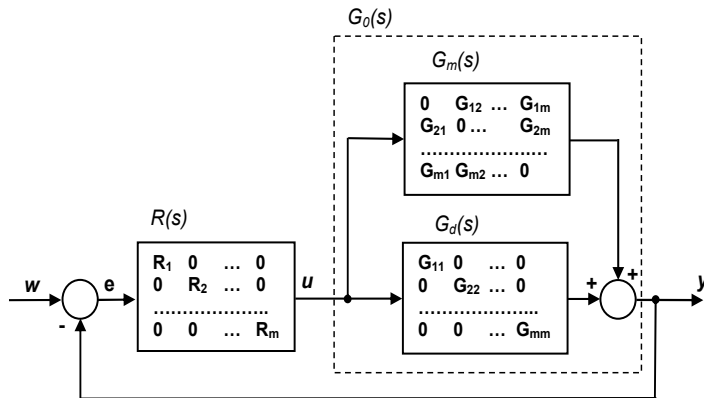 G0(s)
Gm(s)
0 G12 ... G1m
G21 0 ... G2m
........................
Gm1 Gm2 ... 0
R(s)
R1 0 ... 0
0 R2 ... 0
........................
0 0 ... Rm
Gd(s)
G11 0 ... 0
0 G22 ... 0
........................
0 0 ... Gmm
w
e
-
u
+
+
y